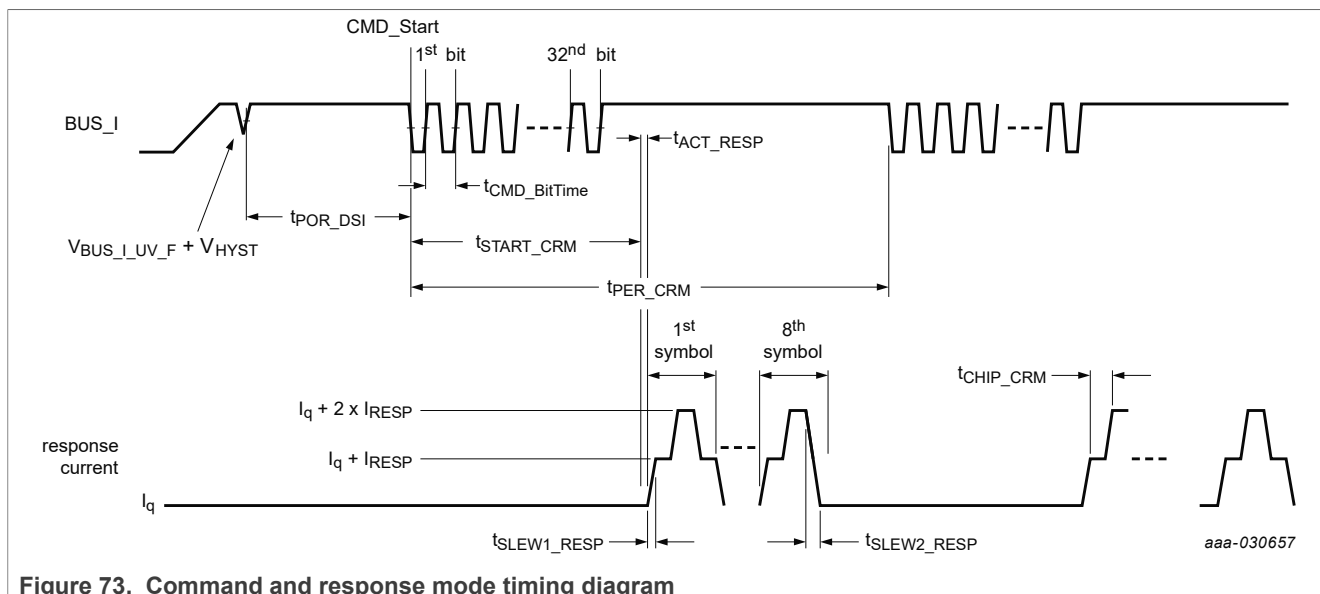 CMD_Start
1st bit
32nd bit
BUS_I
tACT_RESP
tCMD_BitTime
tPOR_DSI
VBUS_I_UV_F + VHYST
tSTART_CRM
tPER_CRM
1st
symbol
8th
symbol
tCHIP_CRM
Iq + 2 x IRESP
response
current
Iq + IRESP
Iq
tSLEW1_RESP
tSLEW2_RESP
aaa-030657
Figure 73. Command and response mode timing diagram